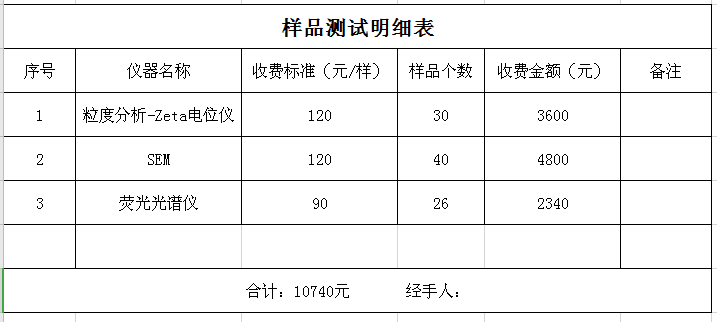 样品测试明细表
序号 仪器名称 收费标准（元/样） 样品个数 收费金额（元） 备注
1 粒度分析-Zeta电位仪 120 30 3600
2 SEM 120 40 4800
3 荧光光谱仪 90 26 2340
合计：10740元 经手人：